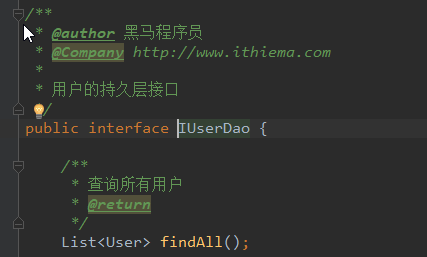 /**
* @author 黑马程序员
* @Company http://www.ithiema.com
*
* 用户的持久层接口
*/
public interface IUserDao {
/**
* 查询所有用户
* @return
*/
List<User> findAll();